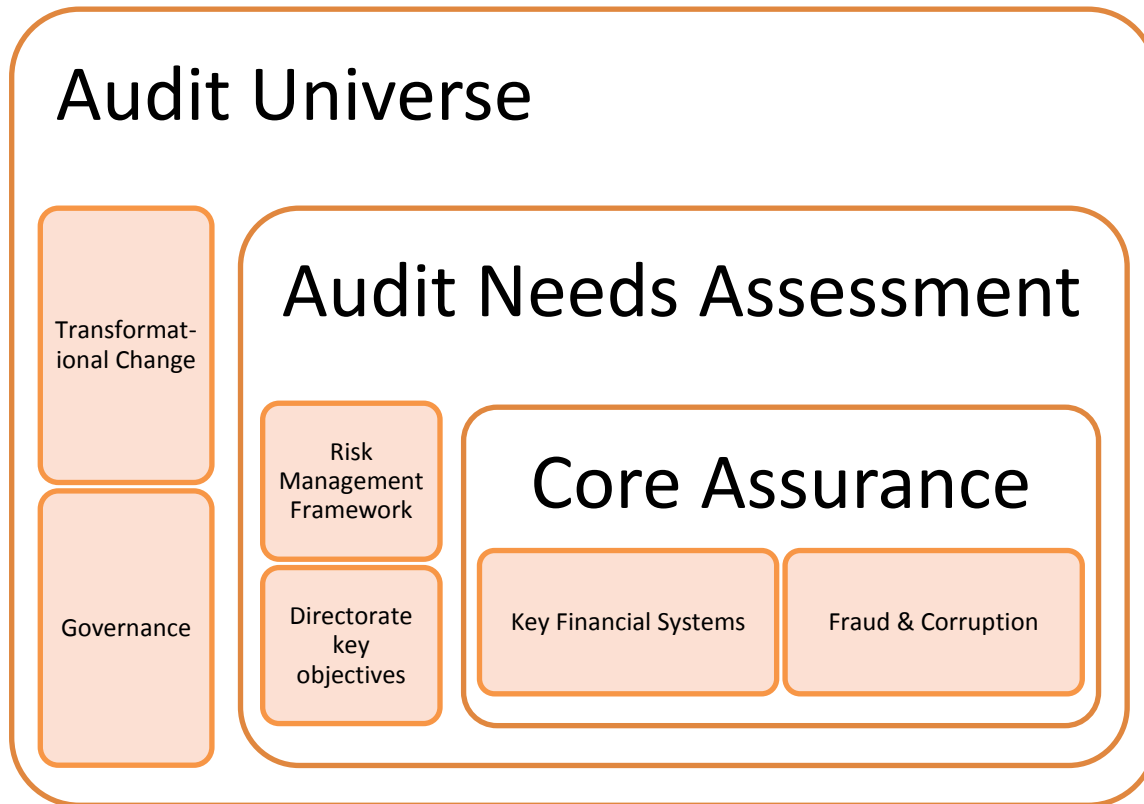 Audit Universe
Transformat-
ional Change
Governance
Audit Needs Assessment
Risk
Management
Framework
Directorate
key
objectives
Core Assurance
Key Financial Systems
Fraud & Corruption